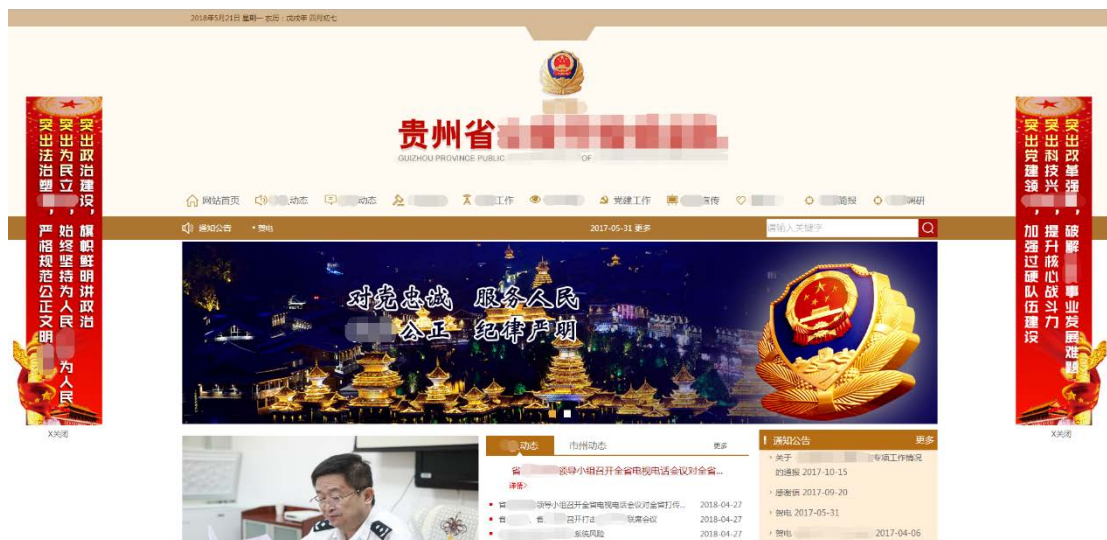 2018年5月21日 星期一 农历：戊戌年 四月初七
贵州省
GUIZHOU PROVINCE PUBLIC OF
网站首页 动态 动态 工作 党建工作 宣传 简报 调研
通知公告 • 贺电 2017-05-31 更多 请输入关键字
突出政治建设，旗帜鲜明讲政治
突出为民立，始终坚持为人民 为人民
突出法治塑，严格规范公正文明
突出改革强，破解 事业发展难题
突出科技兴，提升核心战斗力
突出党建领，加强过硬队伍建设
X关闭
X关闭
对党忠诚 服务人民
公正 纪律严明
动态 市州动态 更多
省 领导小组召开全省电视电话会议对全省...
详情>
省 领导小组召开全省电视电话会议对全省打传... 2018-04-27
省 、省 召开打击 联席会议 2018-04-27
系统风险 2018-04-27
通知公告 更多
› 关于 专项工作情况
的通报 2017-10-15
› 感谢信 2017-09-20
› 贺电 2017-05-31
› 贺电 2017-04-06